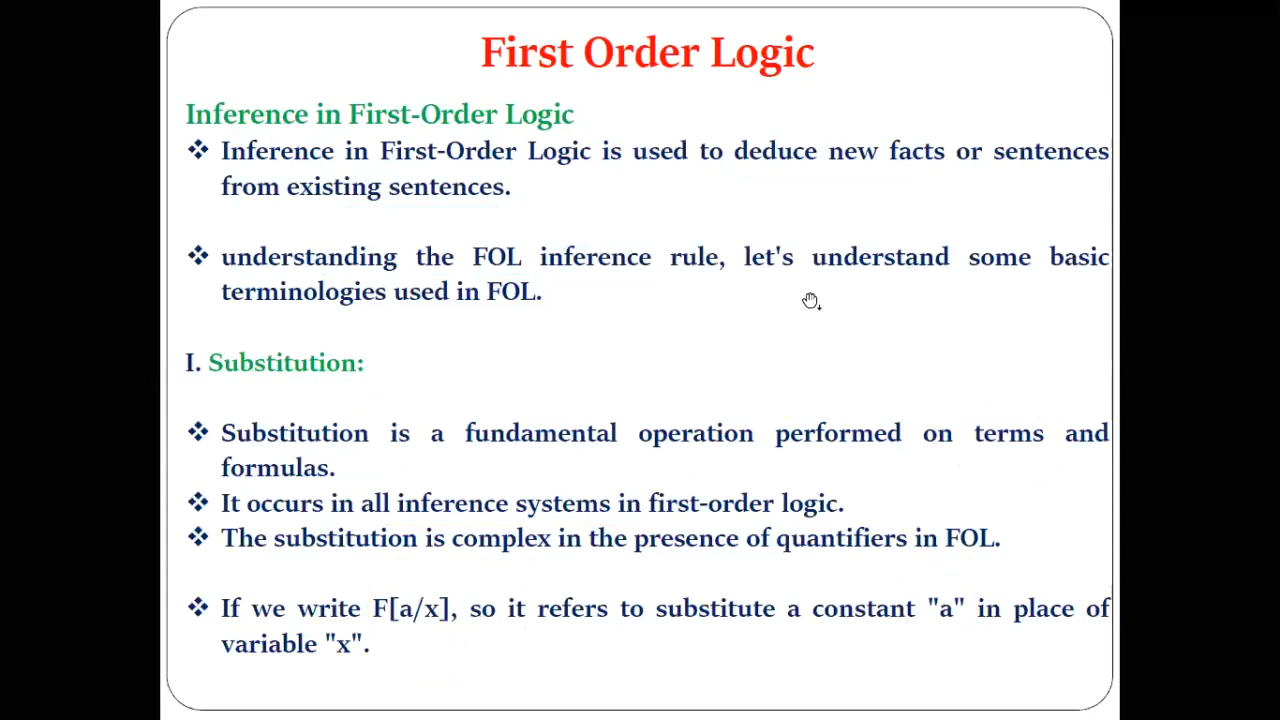 First Order Logic
Inference in First-Order Logic
❖ Inference in First-Order Logic is used to deduce new facts or sentences
from existing sentences.
❖ understanding the FOL inference rule, let's understand some basic
terminologies used in FOL.
I. Substitution:
❖ Substitution is a fundamental operation performed on terms and
formulas.
❖ It occurs in all inference systems in first-order logic.
❖ The substitution is complex in the presence of quantifiers in FOL.
❖ If we write F[a/x], so it refers to substitute a constant "a" in place of
variable "x".